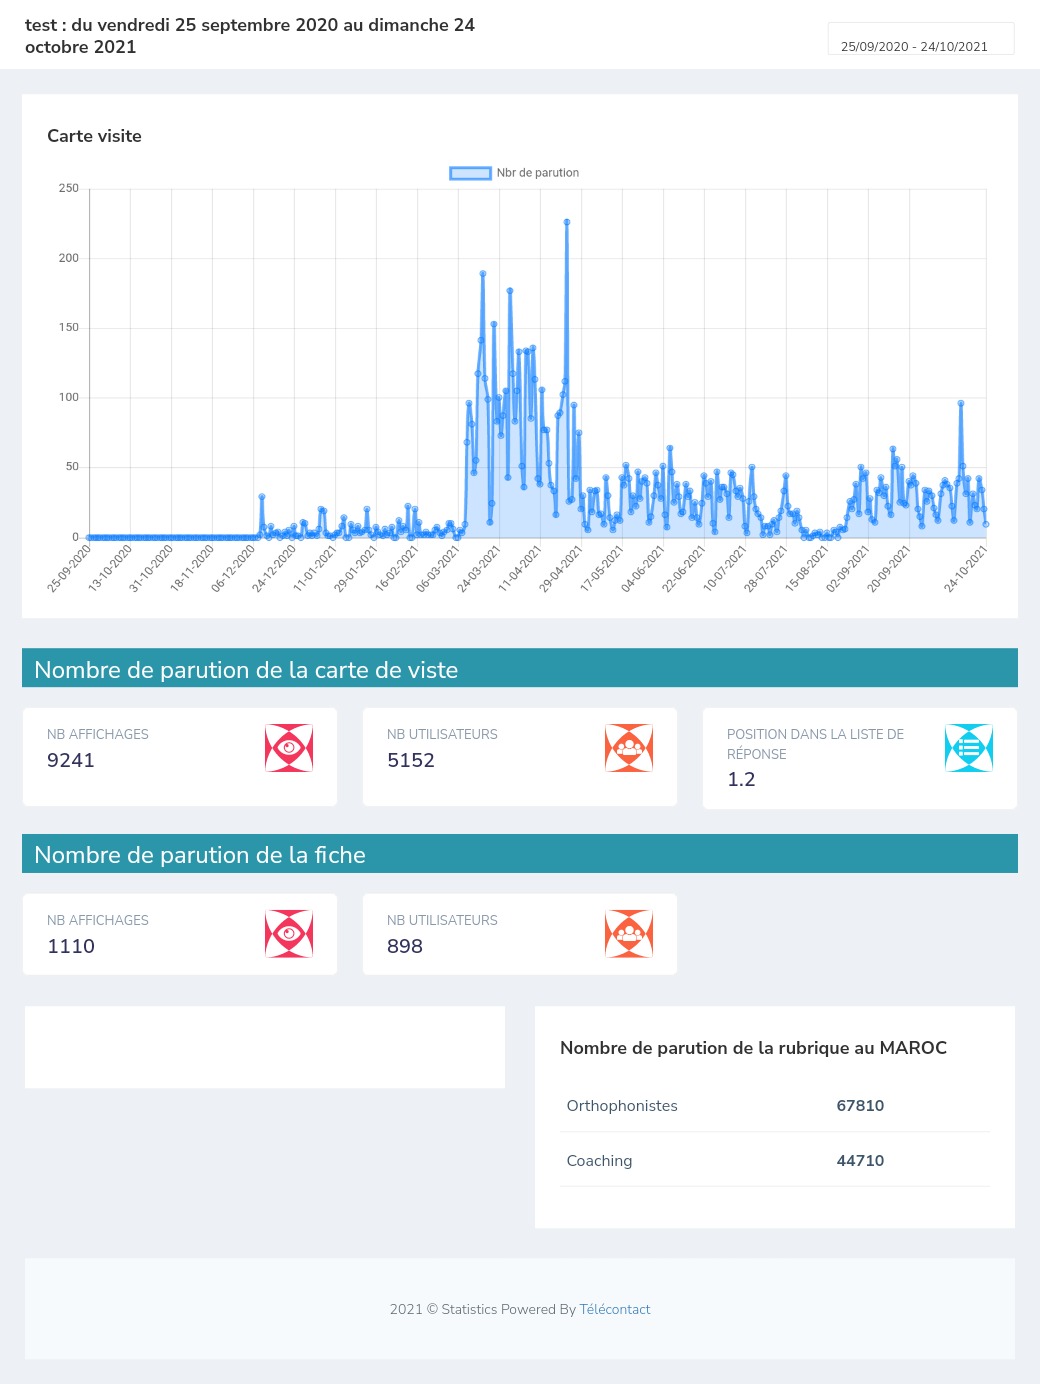 test : du vendredi 25 septembre 2020 au dimanche 24
octobre 2021
25/09/2020 - 24/10/2021
Carte visite
Nbr de parution
250
200
150
100
50
0
25-09-2020
13-10-2020
31-10-2020
18-11-2020
06-12-2020
24-12-2020
11-01-2021
29-01-2021
16-02-2021
06-03-2021
24-03-2021
11-04-2021
29-04-2021
17-05-2021
04-06-2021
22-06-2021
10-07-2021
28-07-2021
15-08-2021
02-09-2021
20-09-2021
24-10-2021
Nombre de parution de la carte de viste
NB AFFICHAGES
9241
NB UTILISATEURS
5152
POSITION DANS LA LISTE DE
RÉPONSE
1.2
Nombre de parution de la fiche
NB AFFICHAGES
1110
NB UTILISATEURS
898
Nombre de parution de la rubrique au MAROC
Orthophonistes 67810
Coaching 44710
2021 © Statistics Powered By Télécontact